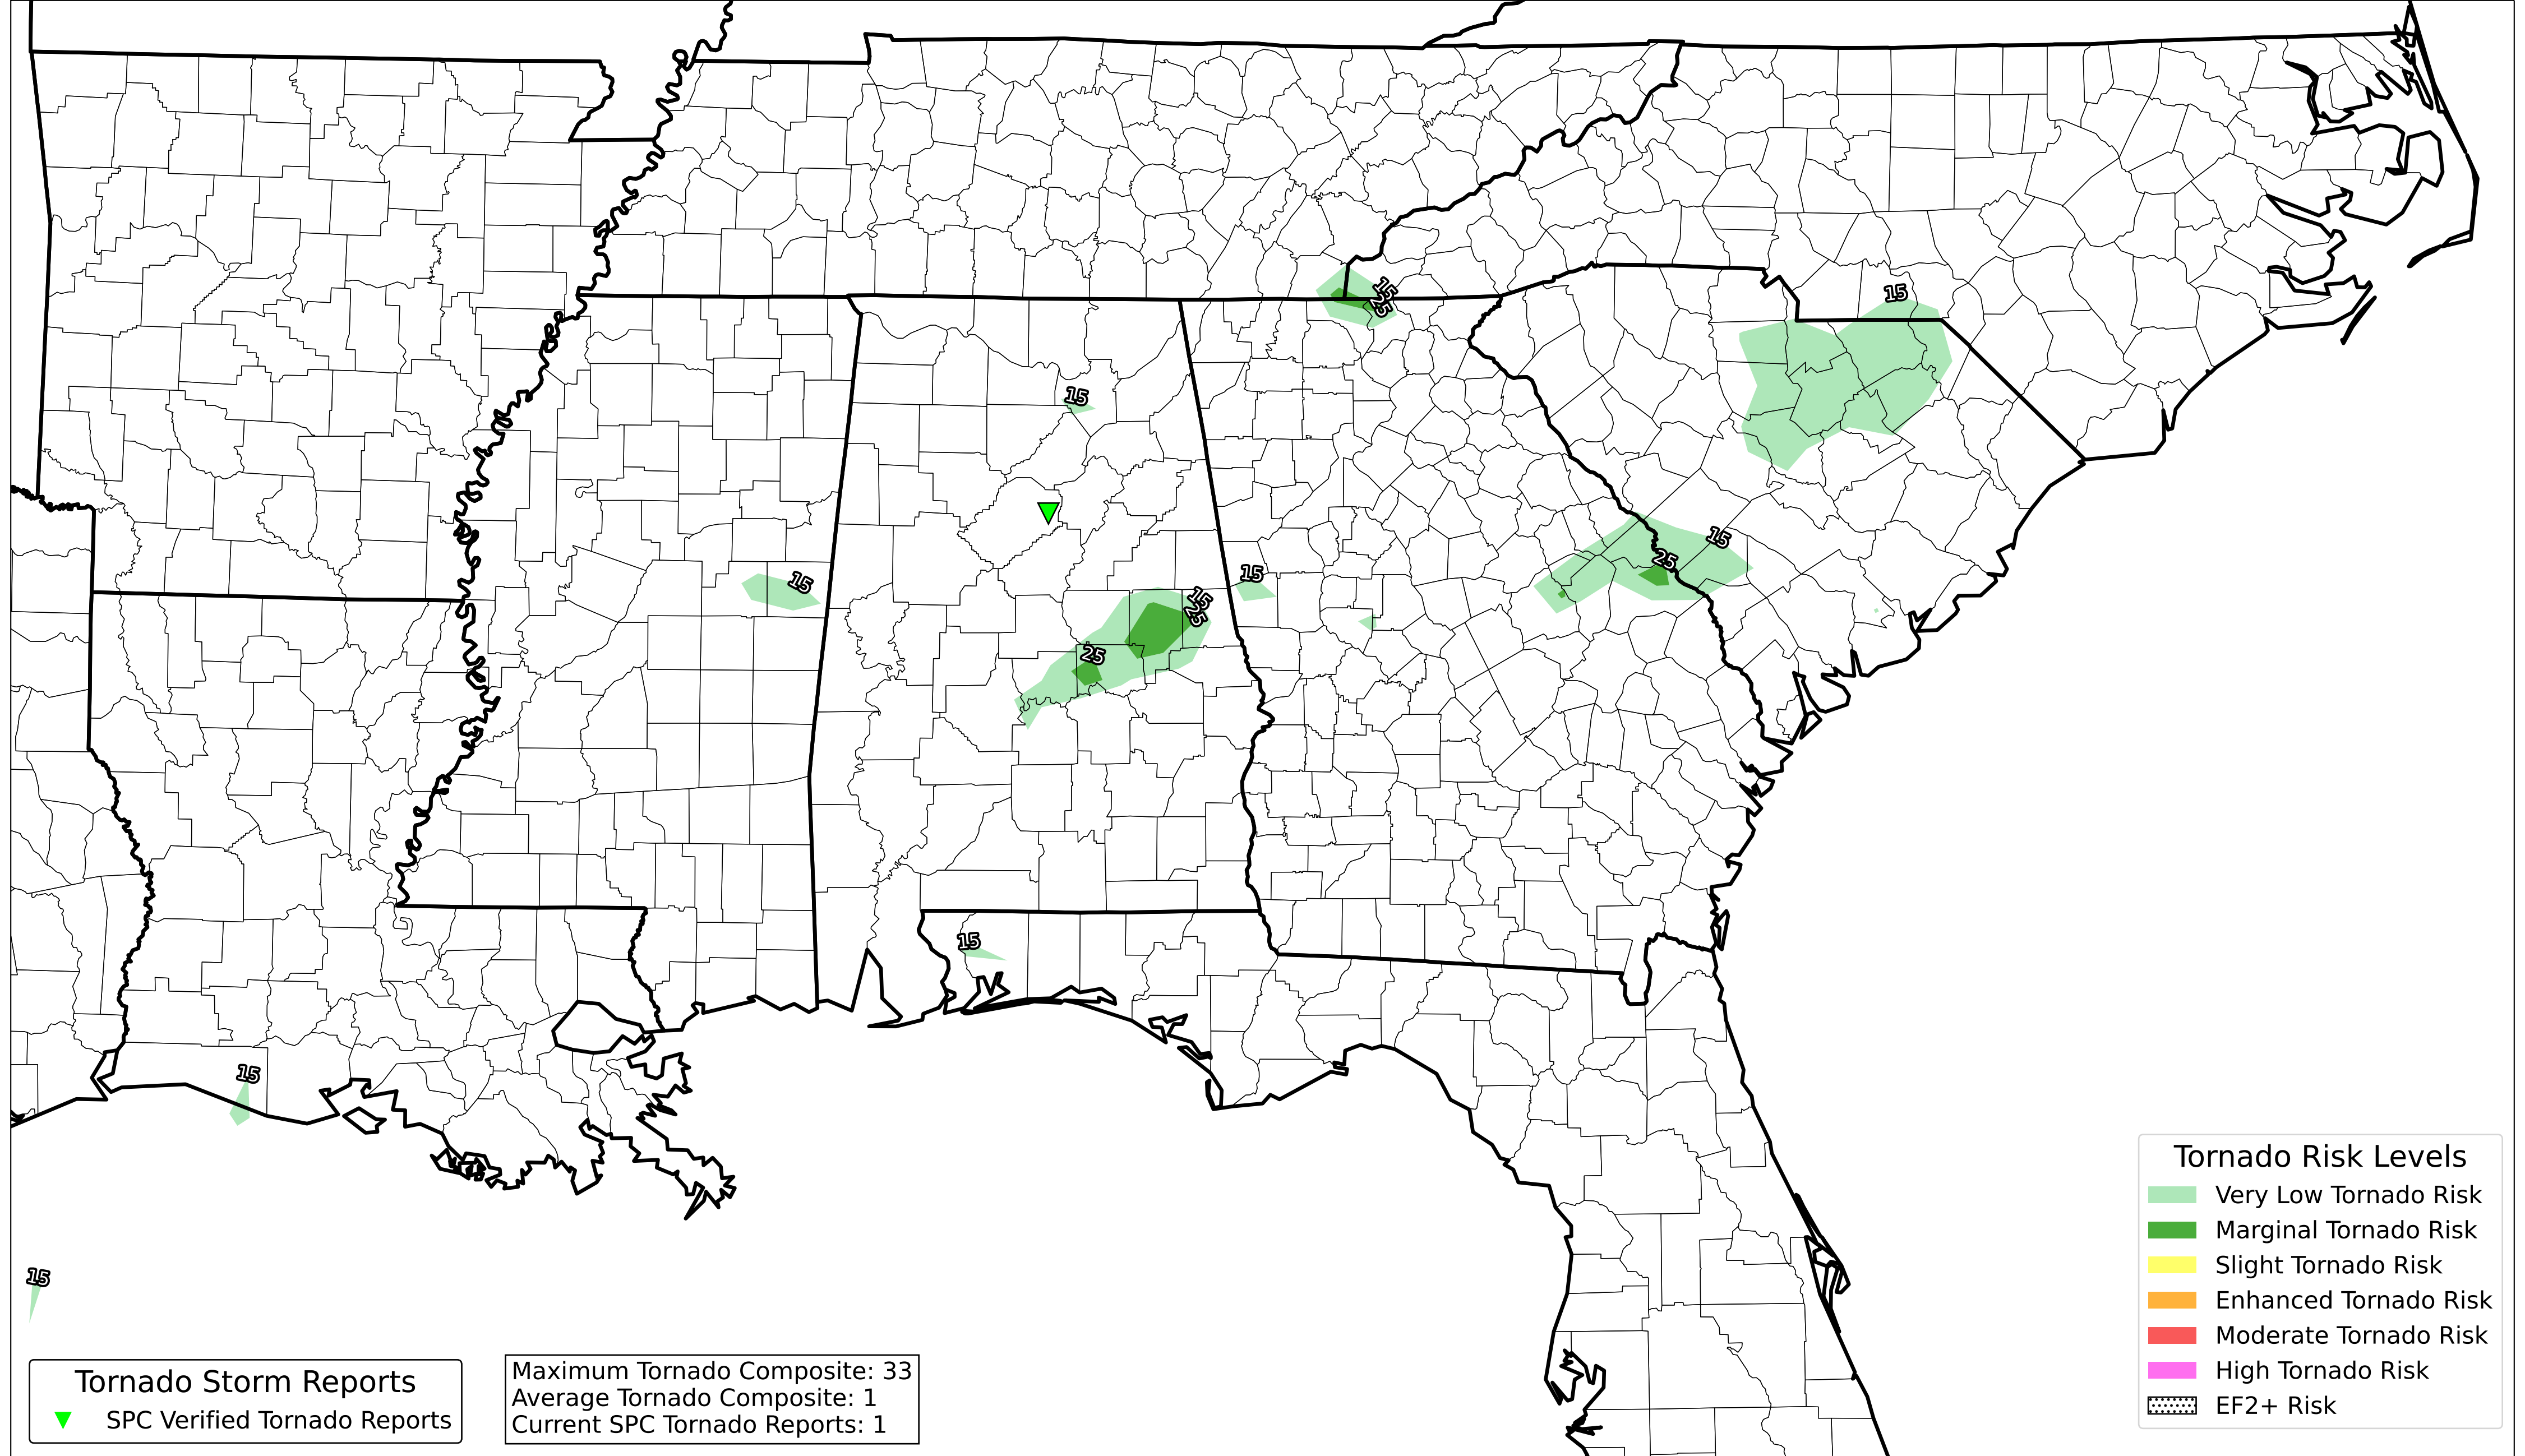 15
25
15
15
15
15
25
15
15
25
25
15
15
15
Tornado Risk Levels
Very Low Tornado Risk
Marginal Tornado Risk
Slight Tornado Risk
Enhanced Tornado Risk
Moderate Tornado Risk
High Tornado Risk
EF2+ Risk
Tornado Storm Reports
SPC Verified Tornado Reports
Maximum Tornado Composite: 33
Average Tornado Composite: 1
Current SPC Tornado Reports: 1